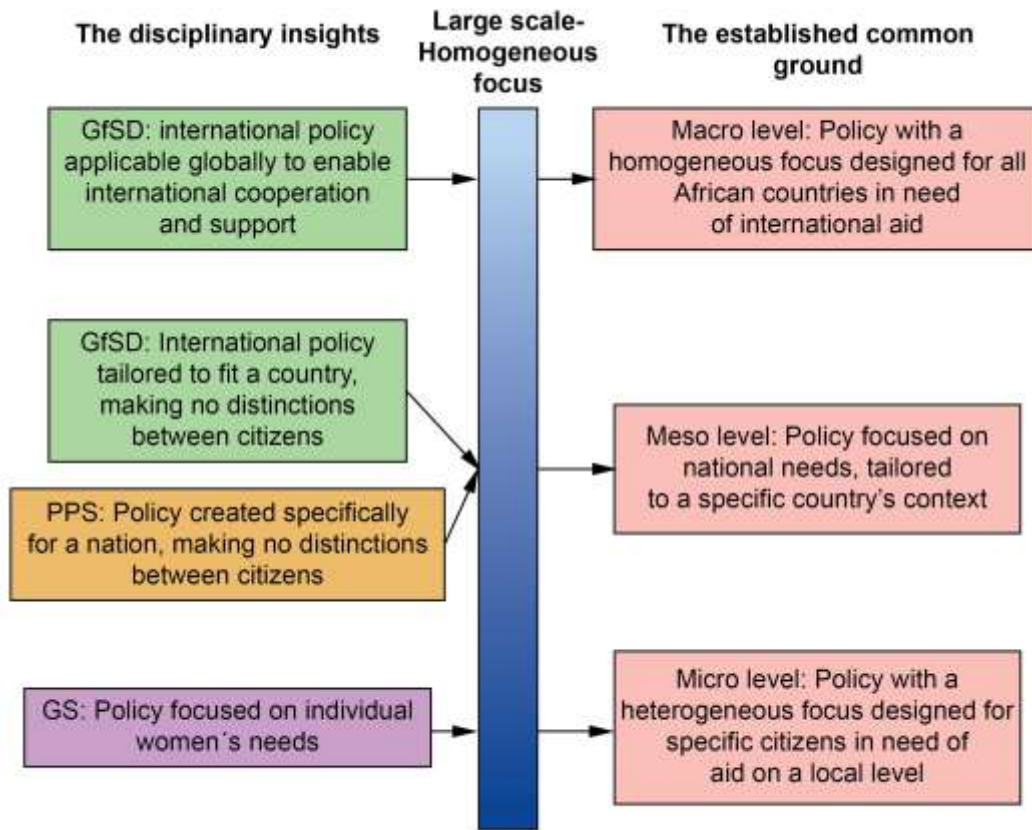 The disciplinary insights
Large scale-
Homogeneous
focus
The established common
ground
GfSD: international policy
applicable globally to enable
international cooperation
and support
Macro level: Policy with a
homogeneous focus designed for all
African countries in need
of international aid
GfSD: International policy
tailored to fit a country,
making no distinctions
between citizens
PPS: Policy created specifically
for a nation, making no distinctions
between citizens
Meso level: Policy focused on
national needs, tailored
to a specific country's context
GS: Policy focused on individual
women´s needs
Micro level: Policy with a
heterogeneous focus designed for
specific citizens in need of
aid on a local level